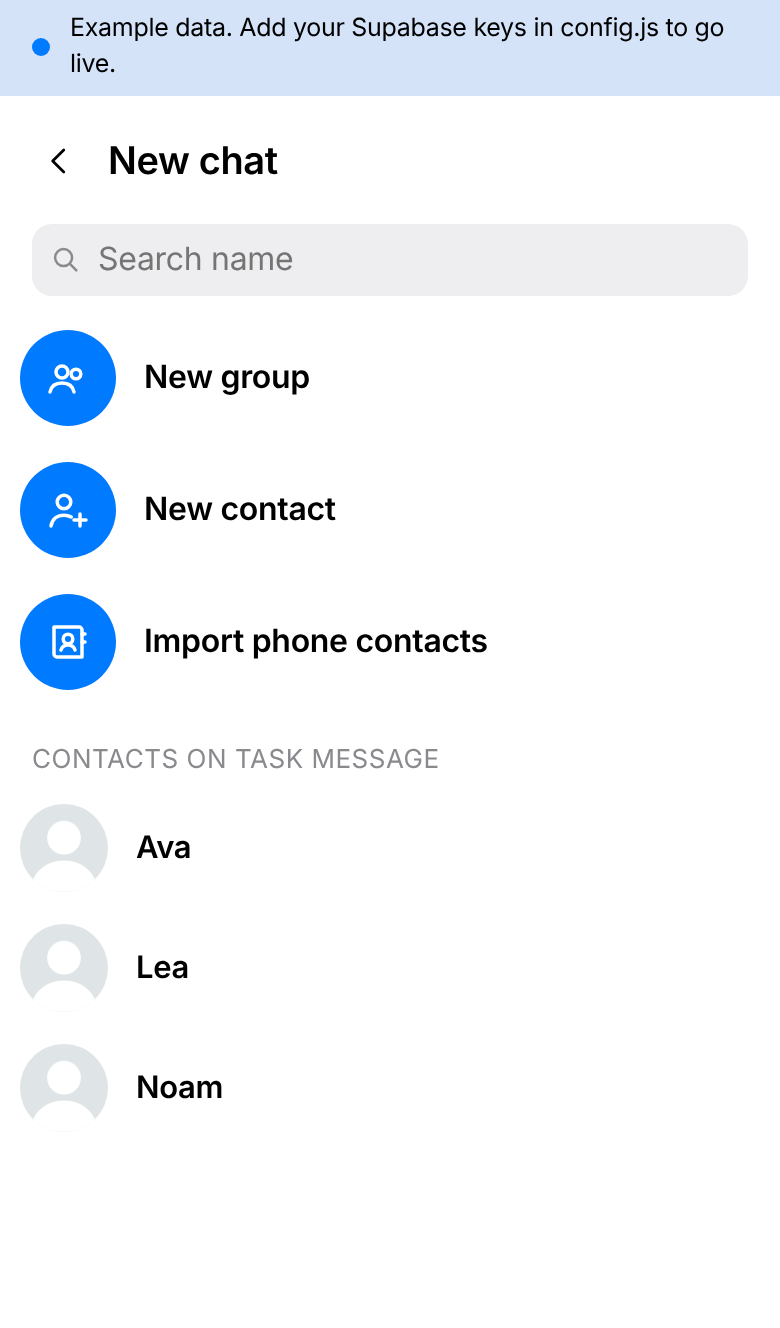 Example data. Add your Supabase keys in config.js to go
live.
New chat
Search name
New group
New contact
Import phone contacts
CONTACTS ON TASK MESSAGE
Ava
Lea
Noam